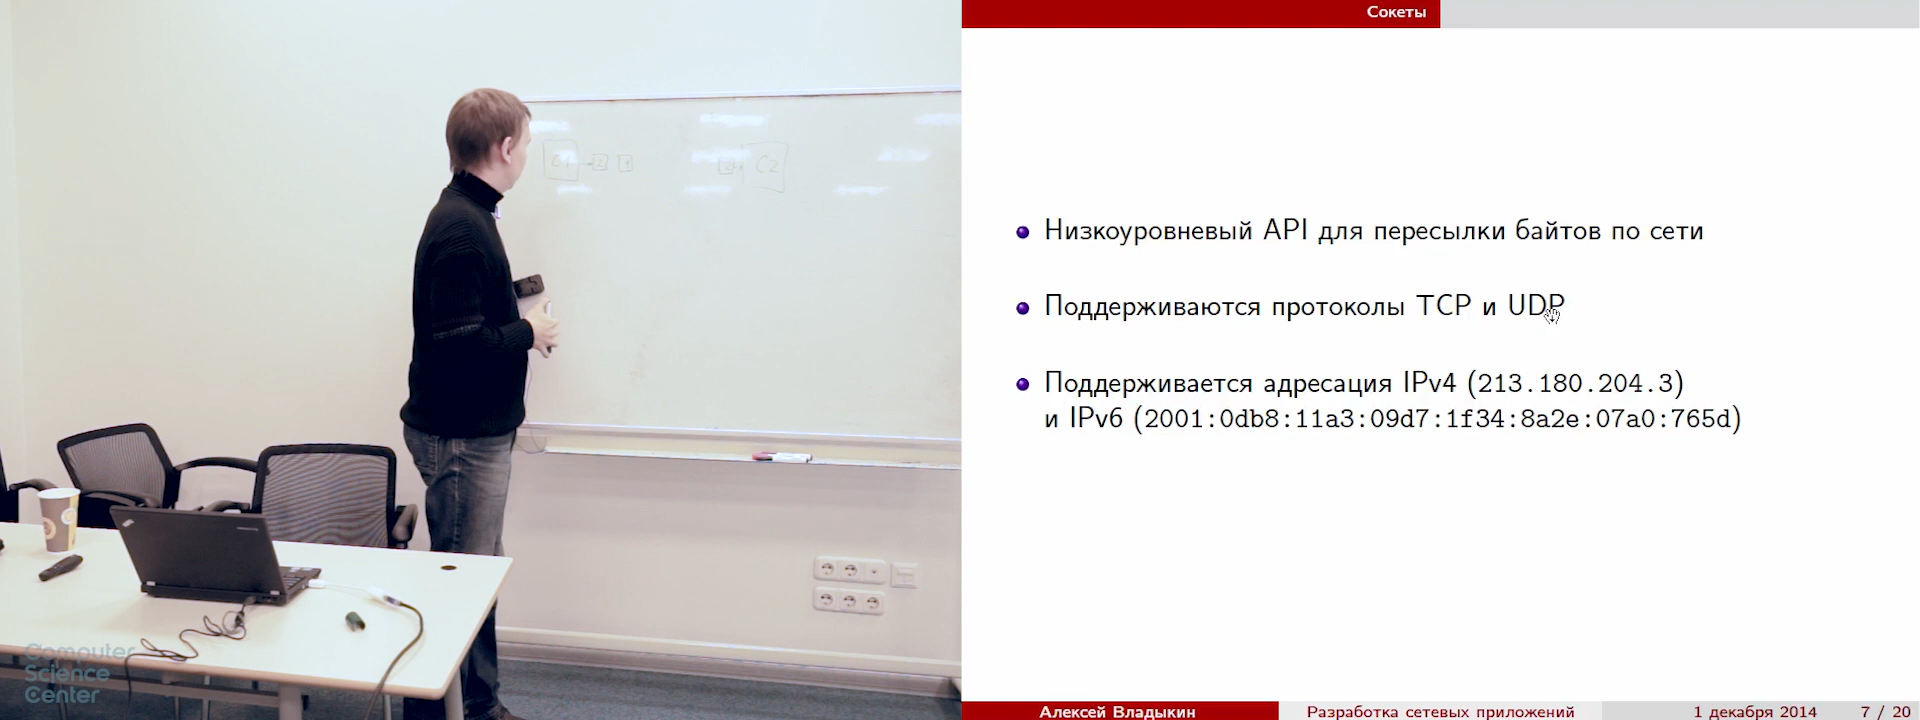 Сокеты
C2
Низкоуровневый API для пересылки байтов по сети
Поддерживаются протоколы TCP и UDP
Поддерживается адресация IPv4 (213.180.204.3)
и IPv6 (2001:0db8:11a3:09d7:1f34:8a2e:07a0:765d)
Computer
Science
Center
Алексей Владыкин
Разработка сетевых приложений
1 декабря 2014
7 / 20